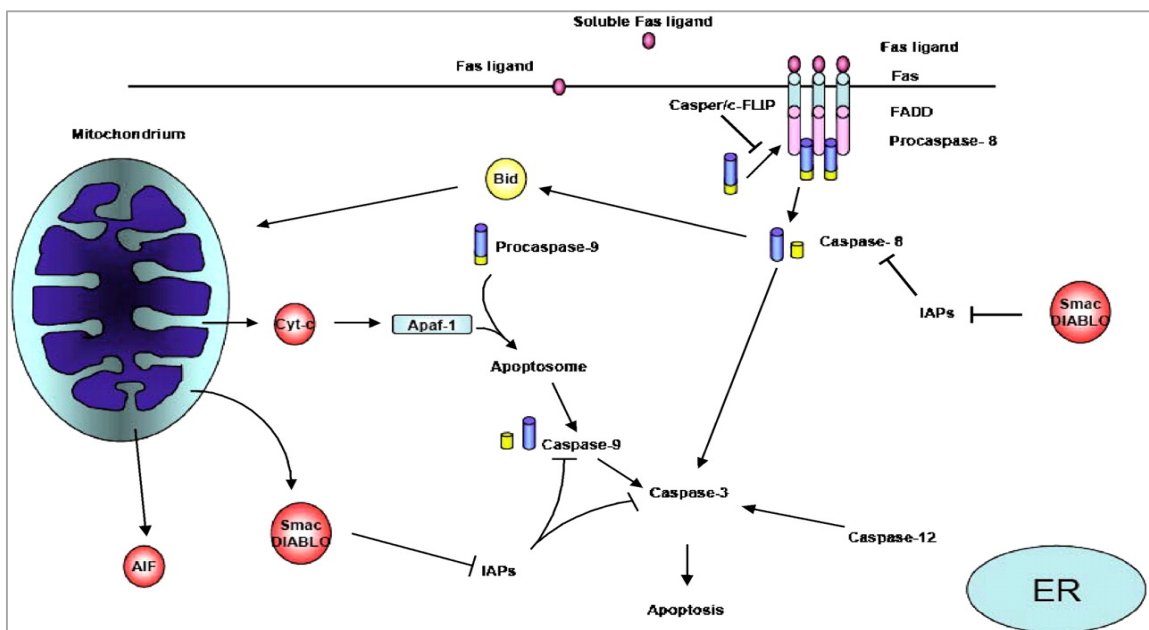 Soluble Fas ligand
Fas ligand
Fas ligand
Fas
Casper/c-FLIP
FADD
Procaspase- 8
Mitochondrium
Bid
Procaspase-9
Caspase- 8
Cyt-c
Apaf-1
IAPs
Smac
DIABLO
Apoptosome
Caspase-9
Caspase-3
Smac
DIABLO
Caspase-12
AIF
IAPs
ER
Apoptosis